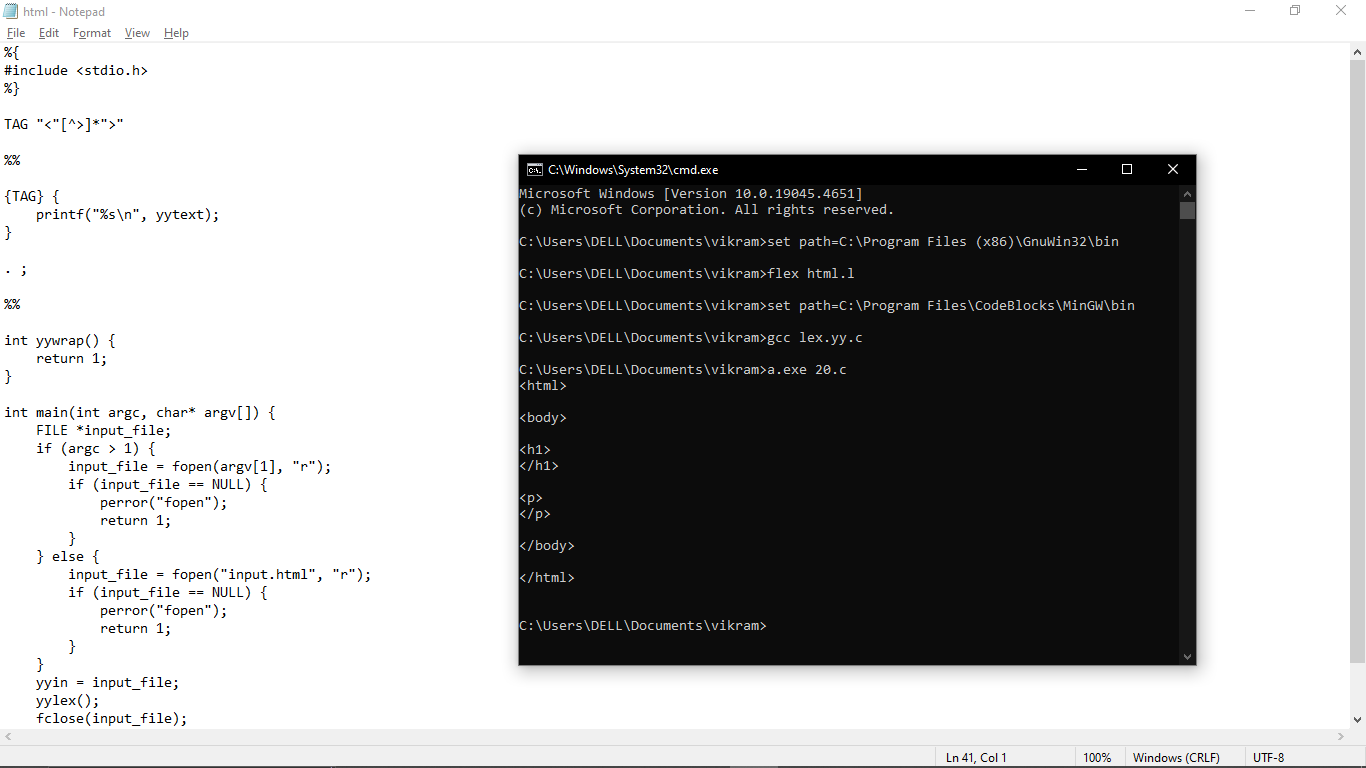 html - Notepad
File Edit Format View Help
%{
#include <stdio.h>
%}
TAG "<"[^>]*">"
%%
{TAG} {
    printf("%s\n", yytext);
}
. ;
%%
int yywrap() {
    return 1;
}
int main(int argc, char* argv[]) {
    FILE *input_file;
    if (argc > 1) {
        input_file = fopen(argv[1], "r");
        if (input_file == NULL) {
            perror("fopen");
            return 1;
        }
    } else {
        input_file = fopen("input.html", "r");
        if (input_file == NULL) {
            perror("fopen");
            return 1;
        }
    }
    yyin = input_file;
    yylex();
    fclose(input_file);
C:\Windows\System32\cmd.exe
Microsoft Windows [Version 10.0.19045.4651]
(c) Microsoft Corporation. All rights reserved.
C:\Users\DELL\Documents\vikram>set path=C:\Program Files (x86)\GnuWin32\bin
C:\Users\DELL\Documents\vikram>flex html.l
C:\Users\DELL\Documents\vikram>set path=C:\Program Files\CodeBlocks\MinGW\bin
C:\Users\DELL\Documents\vikram>gcc lex.yy.c
C:\Users\DELL\Documents\vikram>a.exe 20.c
<html>
<body>
<h1>
</h1>
<p>
</p>
</body>
</html>
C:\Users\DELL\Documents\vikram>
Ln 41, Col 1 100% Windows (CRLF) UTF-8